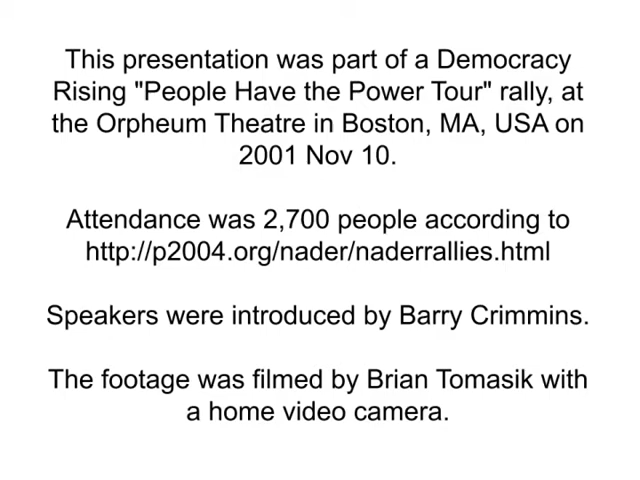 This presentation was part of a Democracy
Rising "People Have the Power Tour" rally, at
the Orpheum Theatre in Boston, MA, USA on
2001 Nov 10.
Attendance was 2,700 people according to
http://p2004.org/nader/naderrallies.html
Speakers were introduced by Barry Crimmins.
The footage was filmed by Brian Tomasik with
a home video camera.